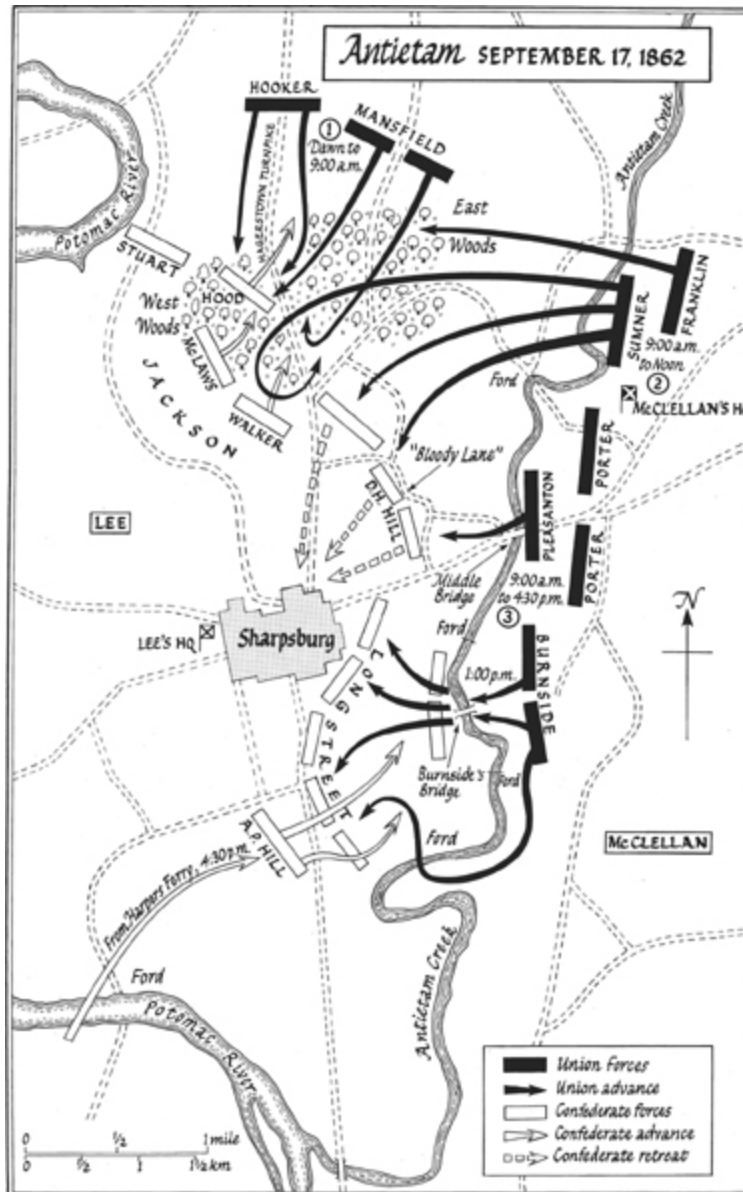 Antietam SEPTEMBER 17, 1862
HOOKER
MANSFIELD
①
Dawn to
9:00 a.m.
HAGERSTOWN TURNPIKE
Antietam Creek
Potomac River
East
Woods
STUART
HOOD
West
Woods
McLAWS
JACKSON
WALKER
FRANKLIN
SUMNER
9:00 a.m.
to Noon
②
Ford
McCLELLAN'S HQ
"Bloody Lane"
D.H. HILL
PORTER
PLEASANTON
PORTER
LEE
Middle
Bridge
9:00 a.m.
to 4:30 p.m.
③
N
LEE'S HQ
Sharpsburg
Ford
1:00 p.m.
BURNSIDE
LONGSTREET
Burnside's
Bridge
Ford
Ford
A.P. HILL
McCLELLAN
From Harpers Ferry, 4:30 p.m.
Ford
Potomac River
Antietam Creek
Union Forces
Union advance
Confederate forces
Confederate advance
Confederate retreat
0 1/2 1 mile
0 1/2 1 1 1/2 km